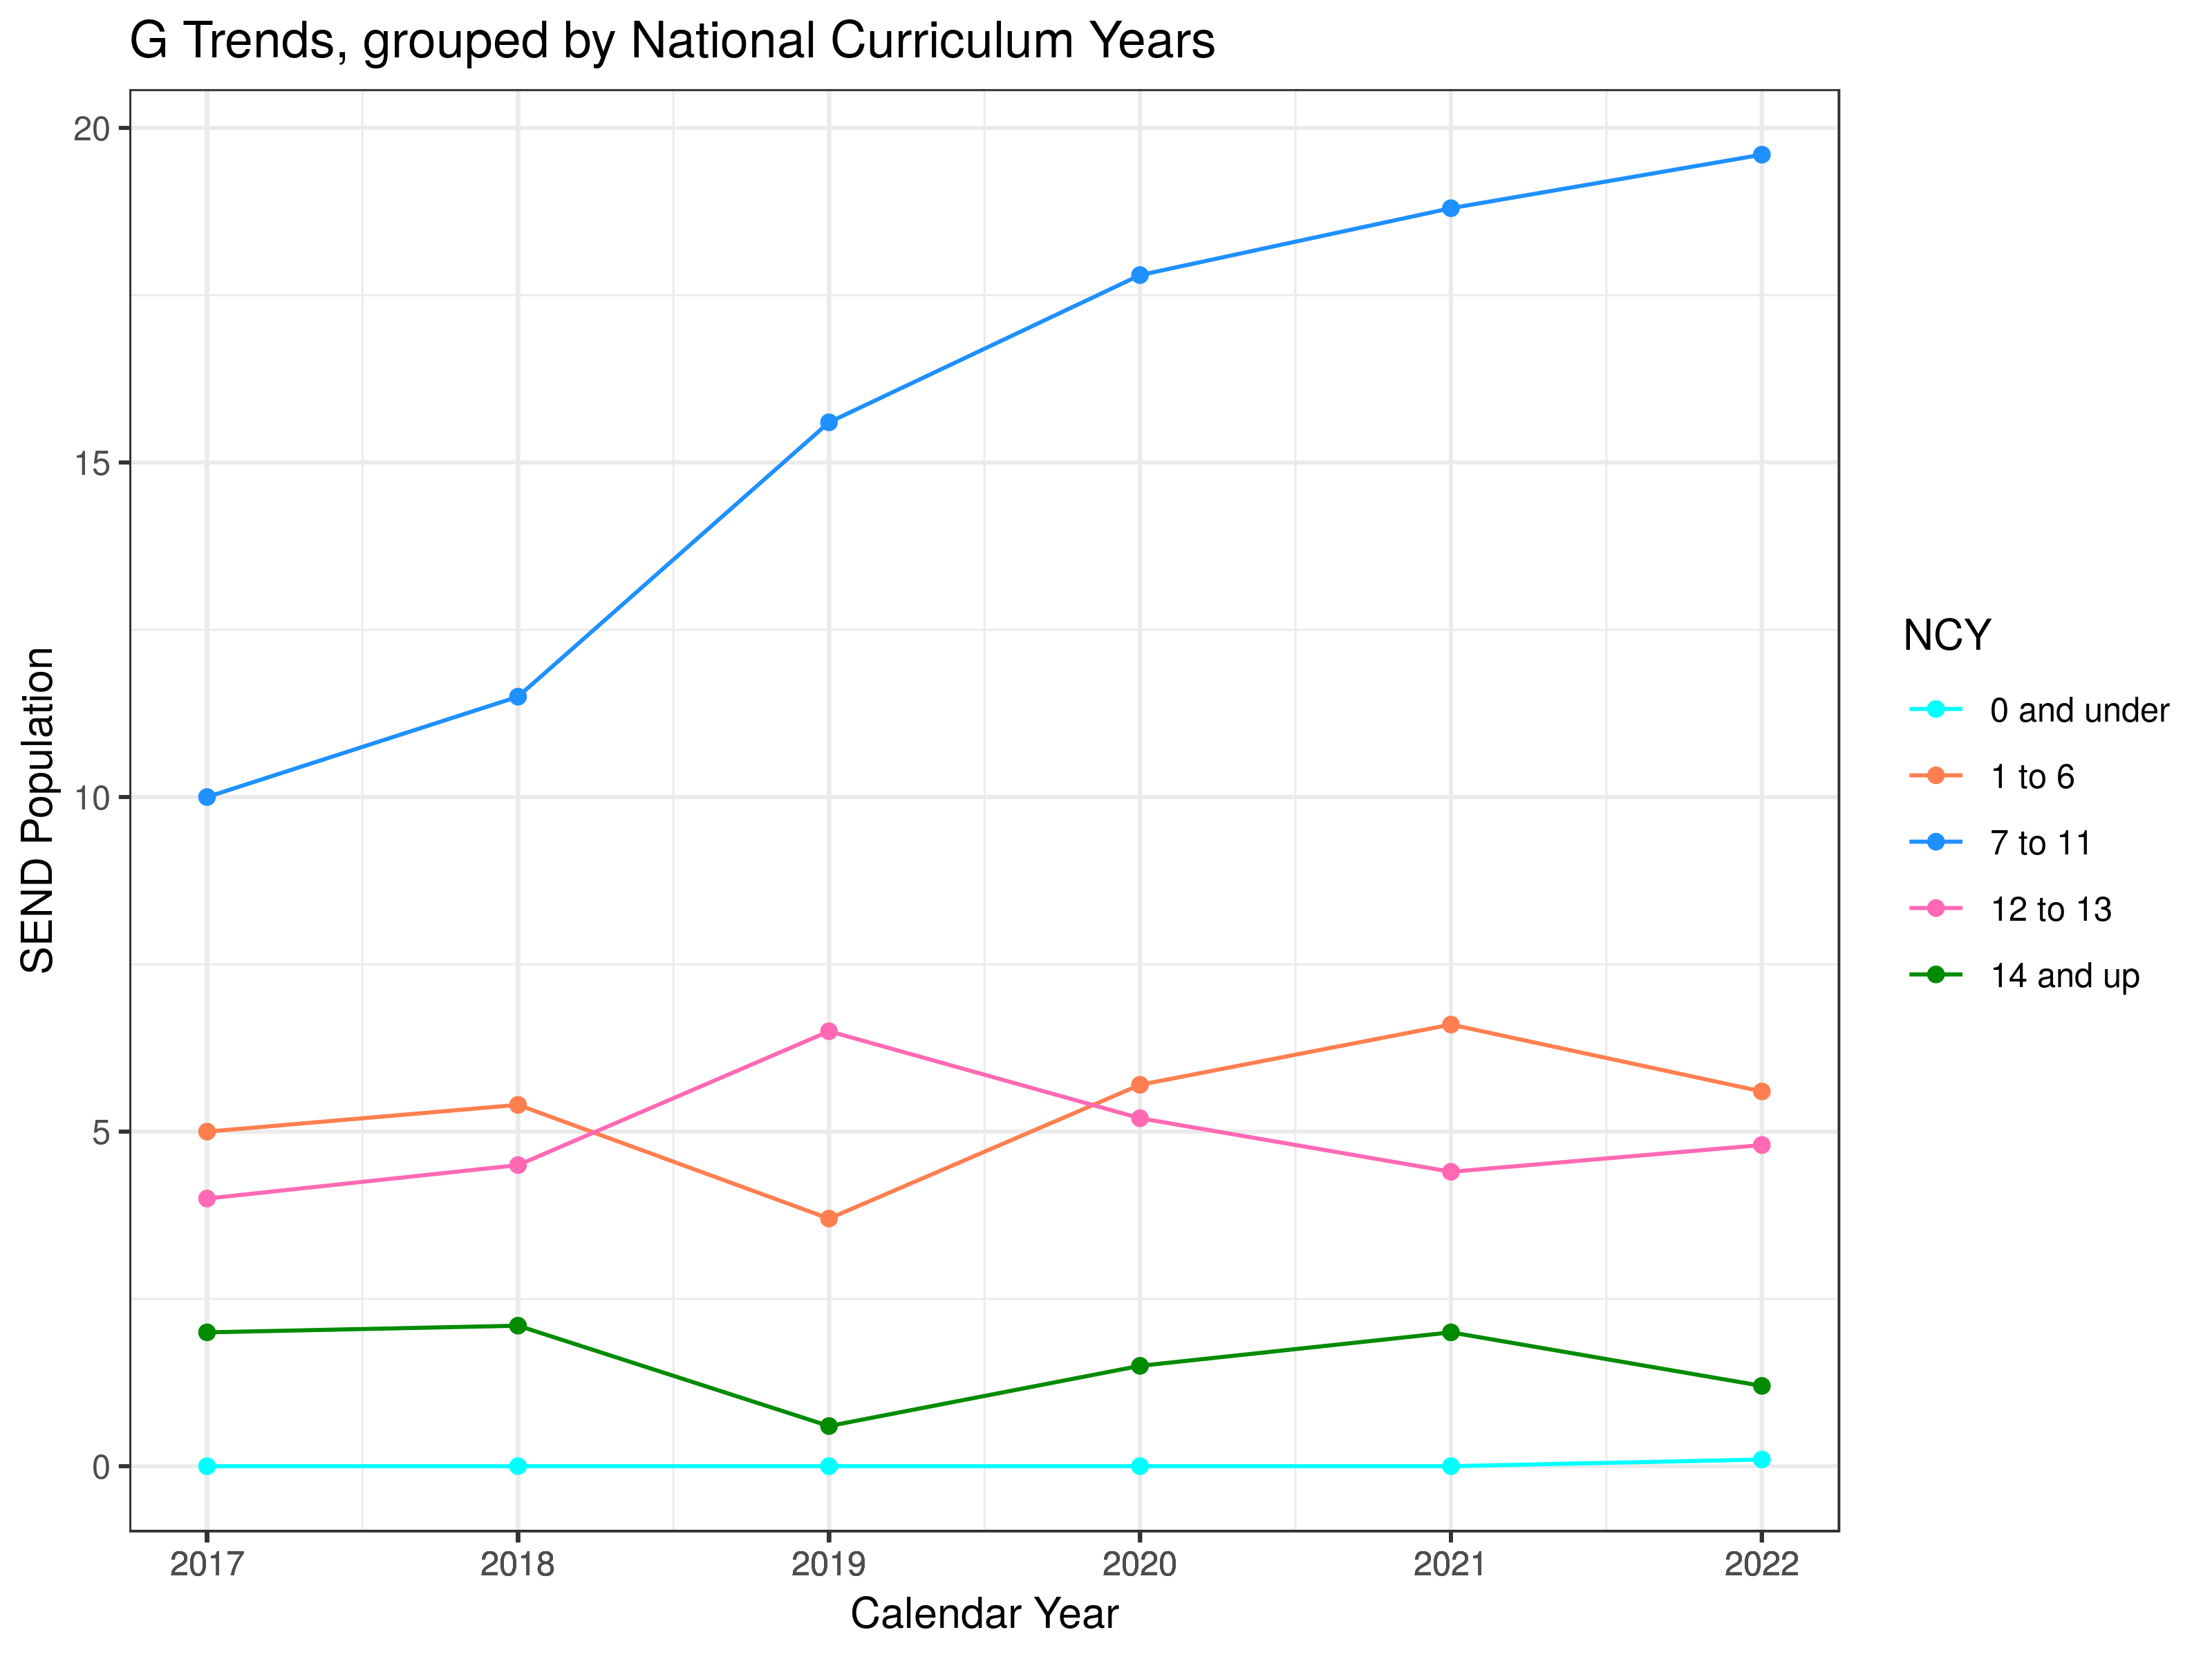 G Trends, grouped by National Curriculum Years
SEND Population
20
15
10
5
0
2017 2018 2019 2020 2021 2022
Calendar Year
NCY
0 and under
1 to 6
7 to 11
12 to 13
14 and up